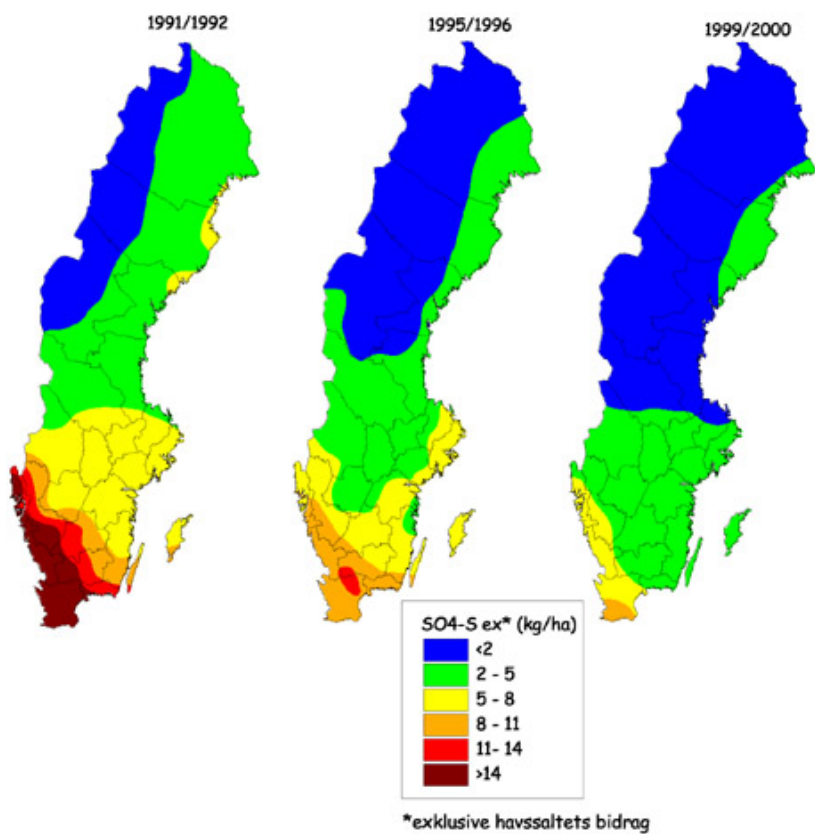 1991/1992
1995/1996
1999/2000
SO4-S ex* (kg/ha)
<2
2 - 5
5 - 8
8 - 11
11- 14
>14
*exklusive havssaltets bidrag